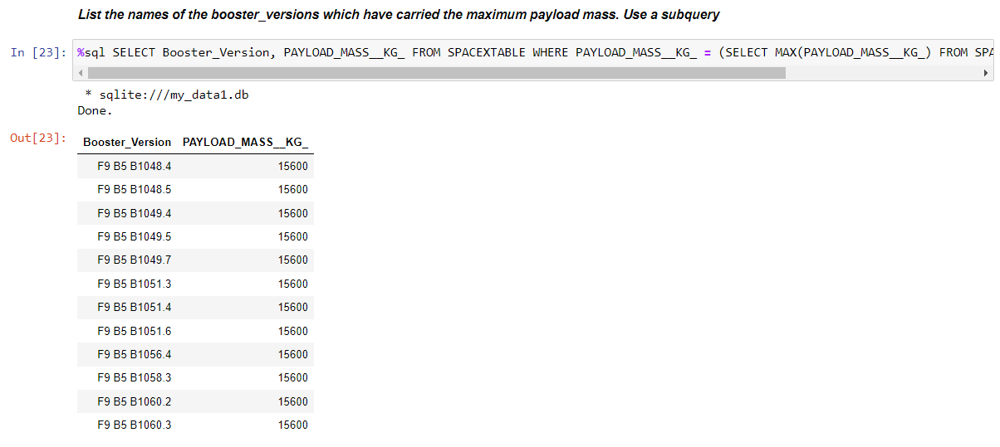 List the names of the booster_versions which have carried the maximum payload mass. Use a subquery
In [23]: %sql SELECT Booster_Version, PAYLOAD_MASS__KG_ FROM SPACEXTABLE WHERE PAYLOAD_MASS__KG_ = (SELECT MAX(PAYLOAD_MASS__KG_) FROM SPA
* sqlite:///my_data1.db
Done.
Out[23]: Booster_Version PAYLOAD_MASS__KG_
F9 B5 B1048.4 15600
F9 B5 B1048.5 15600
F9 B5 B1049.4 15600
F9 B5 B1049.5 15600
F9 B5 B1049.7 15600
F9 B5 B1051.3 15600
F9 B5 B1051.4 15600
F9 B5 B1051.6 15600
F9 B5 B1056.4 15600
F9 B5 B1058.3 15600
F9 B5 B1060.2 15600
F9 B5 B1060.3 15600